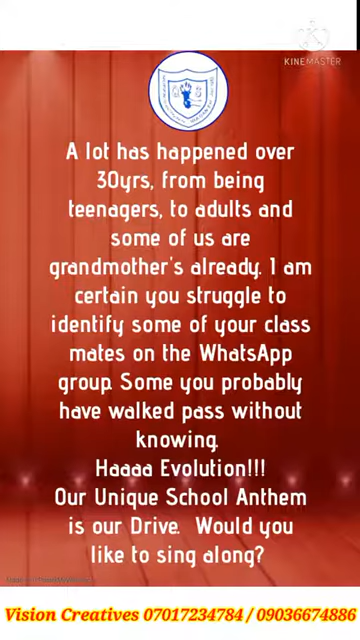 KINEMASTER
A lot has happened over
30yrs, from being
teenagers, to adults and
some of us are
grandmother's already. I am
certain you struggle to
identify some of your class
mates on the WhatsApp
group. Some you probably
have walked pass without
knowing.
Haaaa Evolution!!!
Our Unique School Anthem
is our Drive. Would you
like to sing along?
Vision Creatives 07017234784 / 09036674886